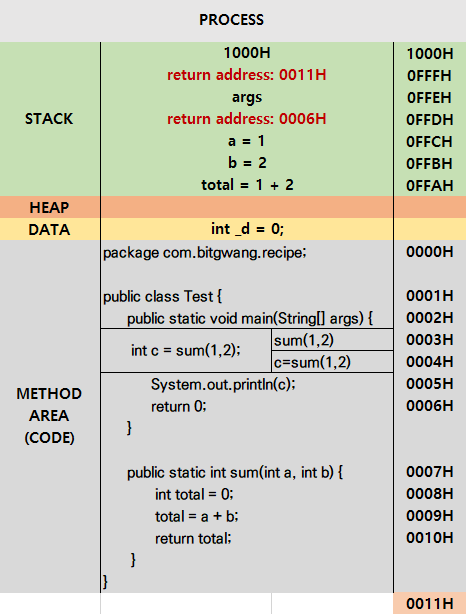 PROCESS
1000H 1000H
return address: 0011H 0FFFH
args 0FFEH
STACK return address: 0006H 0FFDH
a = 1 0FFCH
b = 2 0FFBH
total = 1 + 2 0FFAH
HEAP
DATA int _d = 0;
package com.bitgwang.recipe; 0000H
public class Test { 0001H
public static void main(String[] args) { 0002H
int c = sum(1,2); sum(1,2) 0003H
c=sum(1,2) 0004H
System.out.println(c); 0005H
METHOD AREA (CODE) return 0; 0006H
}
public static int sum(int a, int b) { 0007H
int total = 0; 0008H
total = a + b; 0009H
return total; 0010H
}
}
0011H